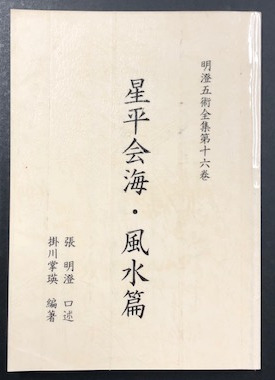 明澄五術全集第十六巻
星平会海・風水篇
張明澄 口述
掛川掌瑛 編著